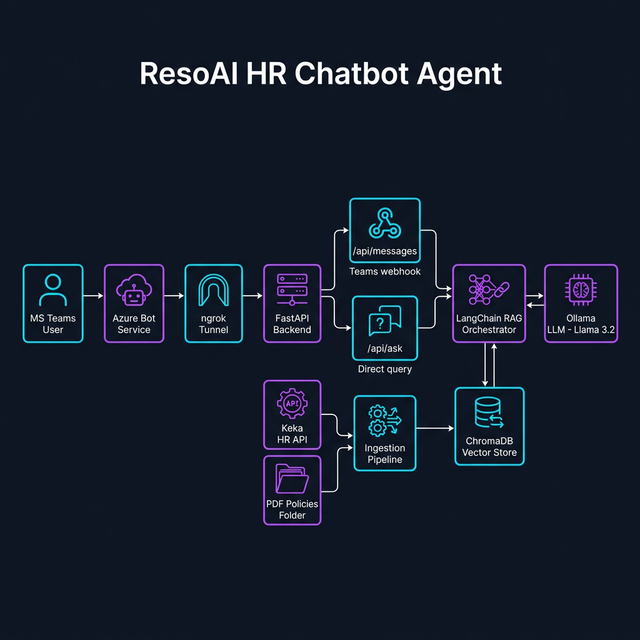 ResoAI HR Chatbot Agent
MS Teams
User
Azure Bot
Service
ngrok
Tunnel
FastAPI
Backend
/api/messages
Teams webhook
?
/api/ask
Direct query
LangChain RAG
Orchestrator
Ollama
LLM - Llama 3.2
API
Keka
HR API
PDF Policies
Folder
Ingestion
Pipeline
ChromaDB
Vector Store